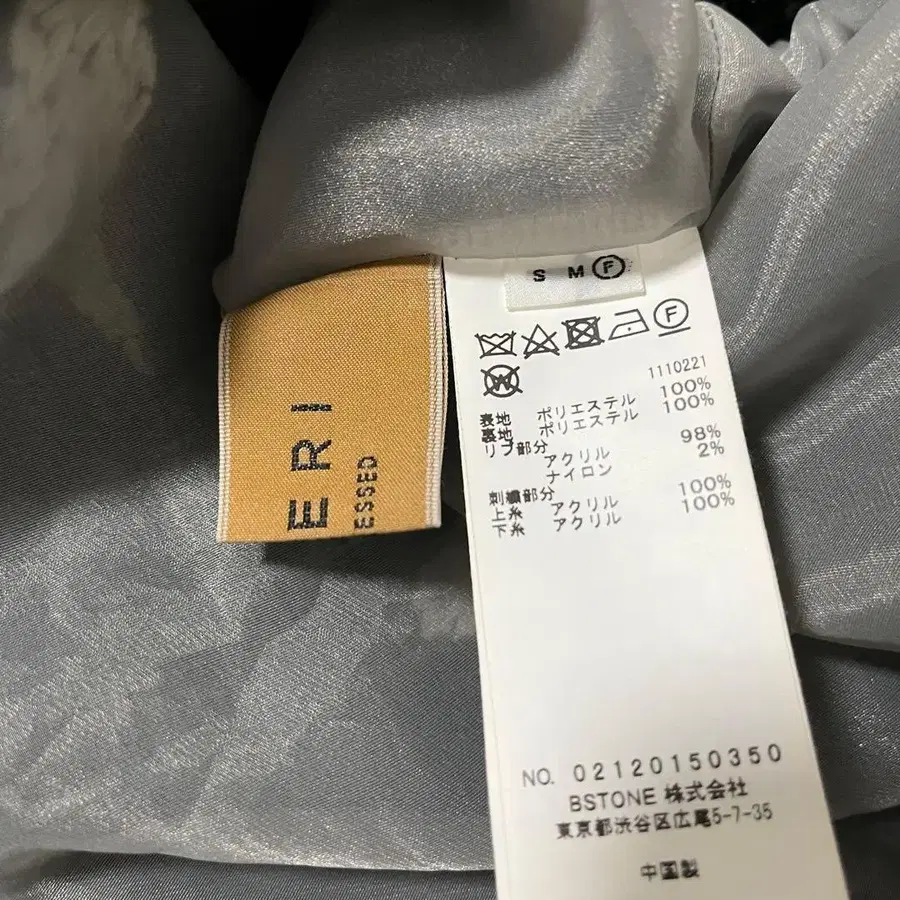 ERI
ESSED
S M F
F
W
1110221
表地 ポリエステル 100%
裏地 ポリエステル 100%
リブ部分
アクリル 98%
ナイロン 2%
刺繍部分
上糸 アクリル 100%
下糸 アクリル 100%
NO. 02120150350
BSTONE 株式会社
東京都渋谷区広尾5-7-35
中国製